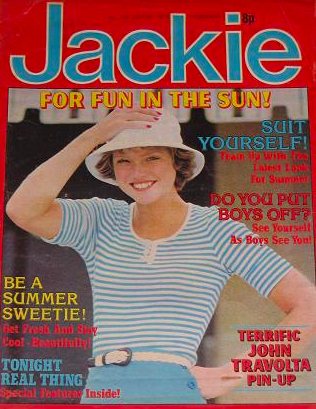 Jackie
8p
FOR FUN IN THE SUN!
SUIT
YOURSELF!
Team Up With The
Latest Look
For Summer
DO YOU PUT
BOYS OFF?
See Yourself
As Boys See You!
BE A
SUMMER
SWEETIE!
Get Fresh And Stay
Cool - Beautifully!
TONIGHT
REAL THING
Special Features Inside!
TERRIFIC
JOHN
TRAVOLTA
PIN-UP